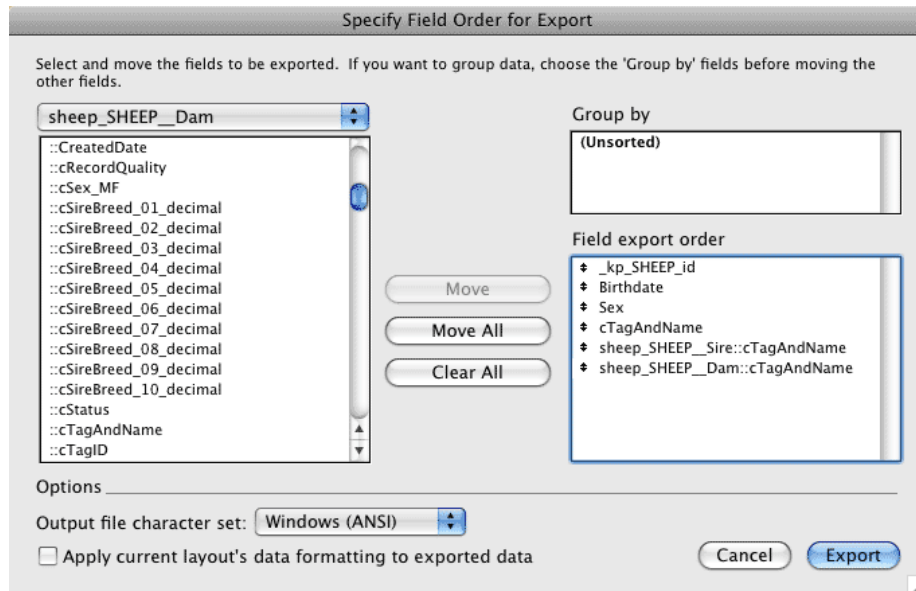 Specify Field Order for Export
Select and move the fields to be exported. If you want to group data, choose the 'Group by' fields before moving the
other fields.
sheep_SHEEP__Dam
::CreatedDate
::cRecordQuality
::cSex_MF
::cSireBreed_01_decimal
::cSireBreed_02_decimal
::cSireBreed_03_decimal
::cSireBreed_04_decimal
::cSireBreed_05_decimal
::cSireBreed_06_decimal
::cSireBreed_07_decimal
::cSireBreed_08_decimal
::cSireBreed_09_decimal
::cSireBreed_10_decimal
::cStatus
::cTagAndName
::cTagID
Move
Move All
Clear All
Group by
(Unsorted)
Field export order
_kp_SHEEP_id
Birthdate
Sex
cTagAndName
sheep_SHEEP__Sire::cTagAndName
sheep_SHEEP__Dam::cTagAndName
Options
Output file character set: Windows (ANSI)
Apply current layout's data formatting to exported data
Cancel
Export